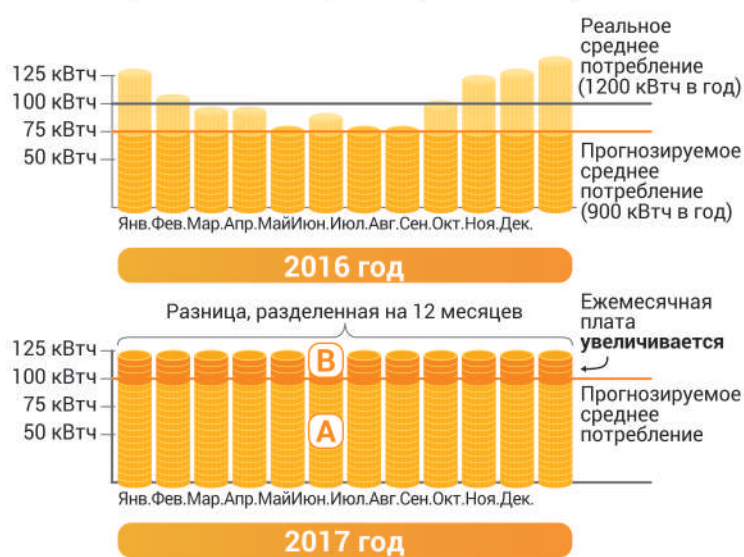 Реальное
среднее
потребление
(1200 кВтч в год)
125 кВтч
100 кВтч
75 кВтч
50 кВтч
Прогнозируемое
среднее
потребление
(900 кВтч в год)
Янв.Фев.Мар.Апр.МайИюн.Июл.Авг.Сен.Окт.Ноя.Дек.
2016 год
Разница, разделенная на 12 месяцев
Ежемесячная
плата
увеличивается
125 кВтч
100 кВтч
75 кВтч
50 кВтч
B
A
Прогнозируемое
среднее
потребление
Янв.Фев.Мар.Апр.МайИюн.Июл.Авг.Сен.Окт.Ноя.Дек.
2017 год